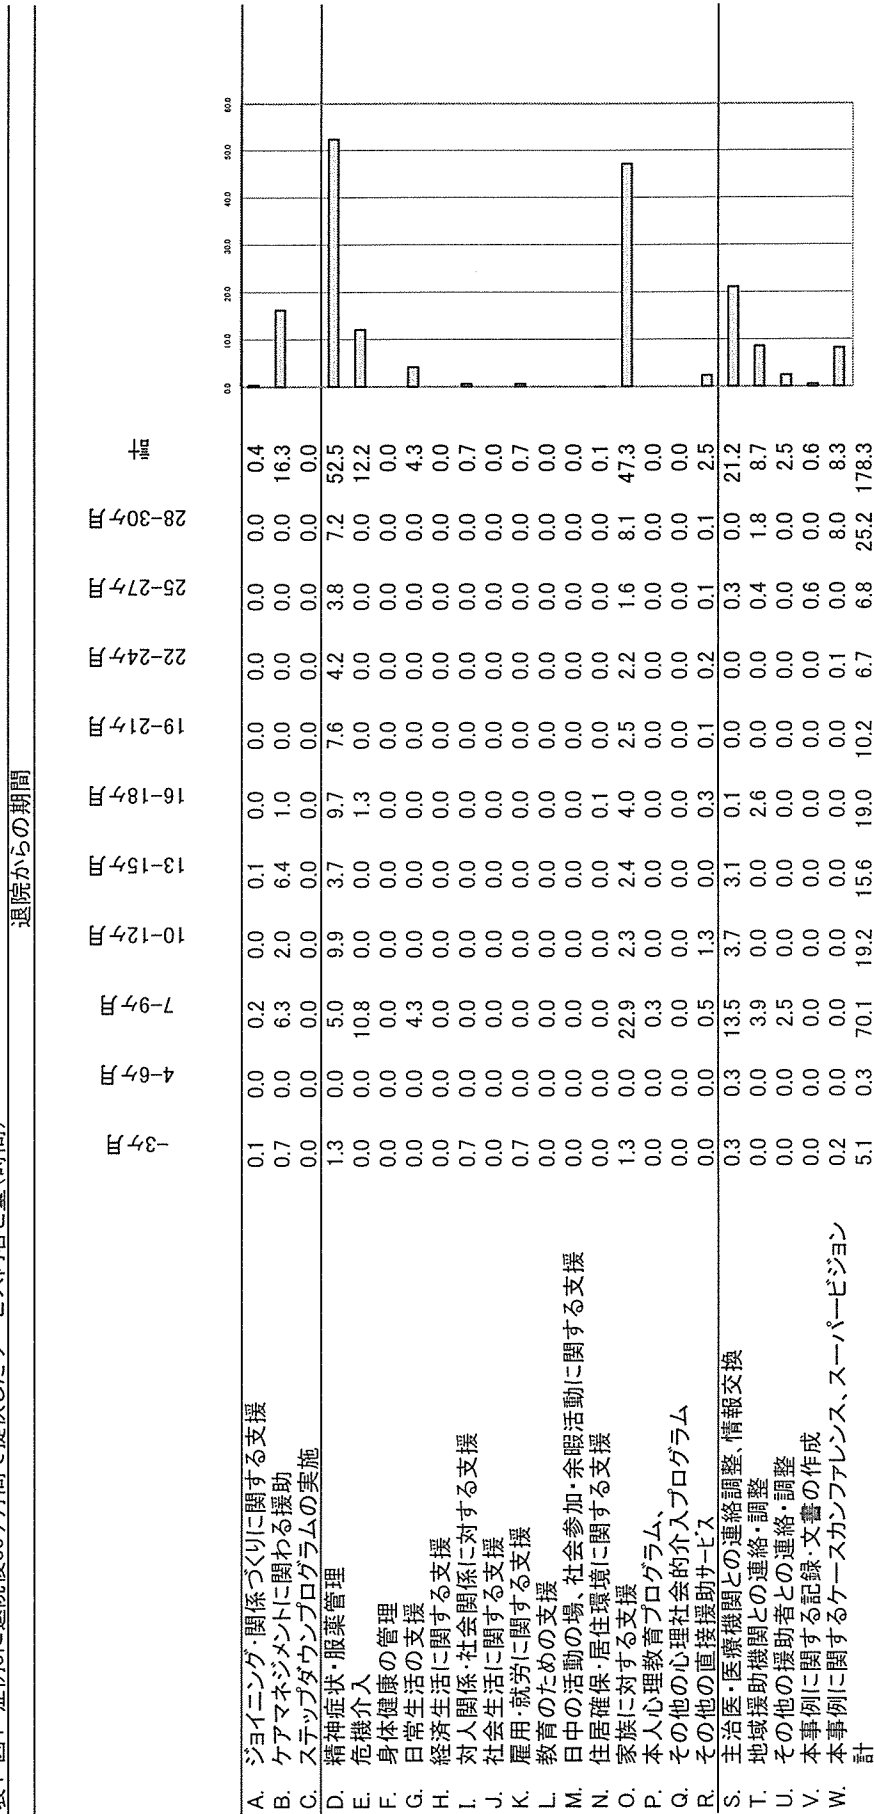 退院からの期間
-3ヶ月 4-6ヶ月 7-9ヶ月 10-12ヶ月 13-15ヶ月 16-18ヶ月 19-21ヶ月 22-24ヶ月 25-27ヶ月 28-30ヶ月 計
0.0 10.0 20.0 30.0 40.0 50.0 60.0
A. ジョイニング・関係づくりに関する支援 0.1 0.0 0.2 0.0 0.1 0.0 0.0 0.0 0.0 0.0 0.4
B. ケアマネジメントに関わる援助 0.7 0.0 6.3 2.0 6.4 1.0 0.0 0.0 0.0 0.0 16.3
C. ステップダウンプログラムの実施 0.0 0.0 0.0 0.0 0.0 0.0 0.0 0.0 0.0 0.0 0.0
D. 精神症状・服薬管理 1.3 0.0 5.0 9.9 3.7 9.7 7.6 4.2 3.8 7.2 52.5
E. 危機介入 0.0 0.0 10.8 0.0 0.0 1.3 0.0 0.0 0.0 0.0 12.2
F. 身体健康の管理 0.0 0.0 0.0 0.0 0.0 0.0 0.0 0.0 0.0 0.0 0.0
G. 日常生活の支援 0.0 0.0 4.3 0.0 0.0 0.0 0.0 0.0 0.0 0.0 4.3
H. 経済生活に関する支援 0.0 0.0 0.0 0.0 0.0 0.0 0.0 0.0 0.0 0.0 0.0
I. 対人関係・社会関係に対する支援 0.7 0.0 0.0 0.0 0.0 0.0 0.0 0.0 0.0 0.0 0.7
J. 社会生活に関する支援 0.0 0.0 0.0 0.0 0.0 0.0 0.0 0.0 0.0 0.0 0.0
K. 雇用・就労に関する支援 0.7 0.0 0.0 0.0 0.0 0.0 0.0 0.0 0.0 0.0 0.7
L. 教育のための支援 0.0 0.0 0.0 0.0 0.0 0.0 0.0 0.0 0.0 0.0 0.0
M. 日中の活動の場、社会参加・余暇活動に関する支援 0.0 0.0 0.0 0.0 0.0 0.0 0.0 0.0 0.0 0.0 0.0
N. 住居確保・居住環境に関する支援 0.0 0.0 0.0 0.0 0.0 0.1 0.0 0.0 0.0 0.0 0.1
O. 家族に対する支援 1.3 0.0 22.9 2.3 2.4 4.0 2.5 2.2 1.6 8.1 47.3
P. 本人心理教育プログラム、 0.0 0.0 0.3 0.0 0.0 0.0 0.0 0.0 0.0 0.0 0.0
Q. その他の心理社会的介入プログラム 0.0 0.0 0.0 0.0 0.0 0.0 0.0 0.0 0.0 0.0 0.0
R. その他の直接援助サービス 0.0 0.0 0.5 1.3 0.0 0.3 0.1 0.2 0.1 0.1 2.5
S. 主治医・医療機関との連絡調整、情報交換 0.3 0.3 13.5 3.7 3.1 0.1 0.0 0.0 0.3 0.0 21.2
T. 地域援助機関との連絡・調整 0.0 0.0 3.9 0.0 0.0 2.6 0.0 0.0 0.4 1.8 8.7
U. その他の援助者との連絡・調整 0.0 0.0 2.5 0.0 0.0 0.0 0.0 0.0 0.0 0.0 2.5
V. 本事例に関する記録・文書の作成 0.0 0.0 0.0 0.0 0.0 0.0 0.0 0.0 0.6 0.0 0.6
W. 本事例に関するケースカンファレンス、スーパービジョン 0.2 0.0 0.0 0.0 0.0 0.0 0.0 0.1 0.0 8.0 8.3
計 5.1 0.3 70.1 19.2 15.6 19.0 10.2 6.7 6.8 25.2 178.3